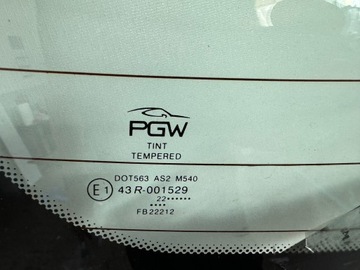 PGW
TINT
TEMPERED
DOT563 AS2 M540
E1 43R-001529
22••••••
••••
FB22212